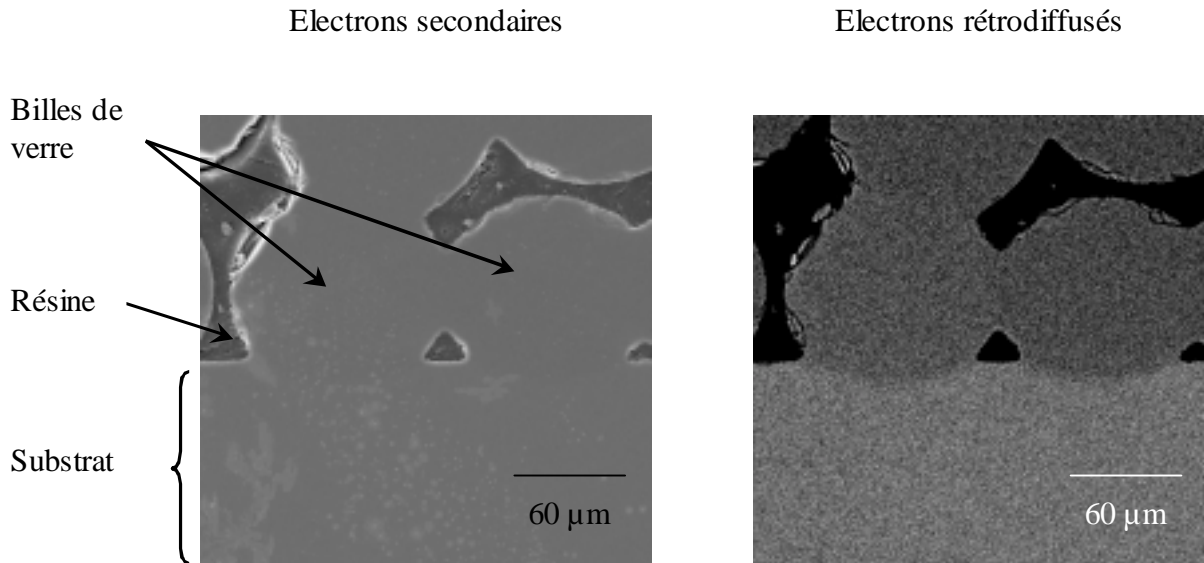 Electrons secondaires
Electrons rétrodiffusés
Billes de
verre
Résine
Substrat
60 µm
60 µm